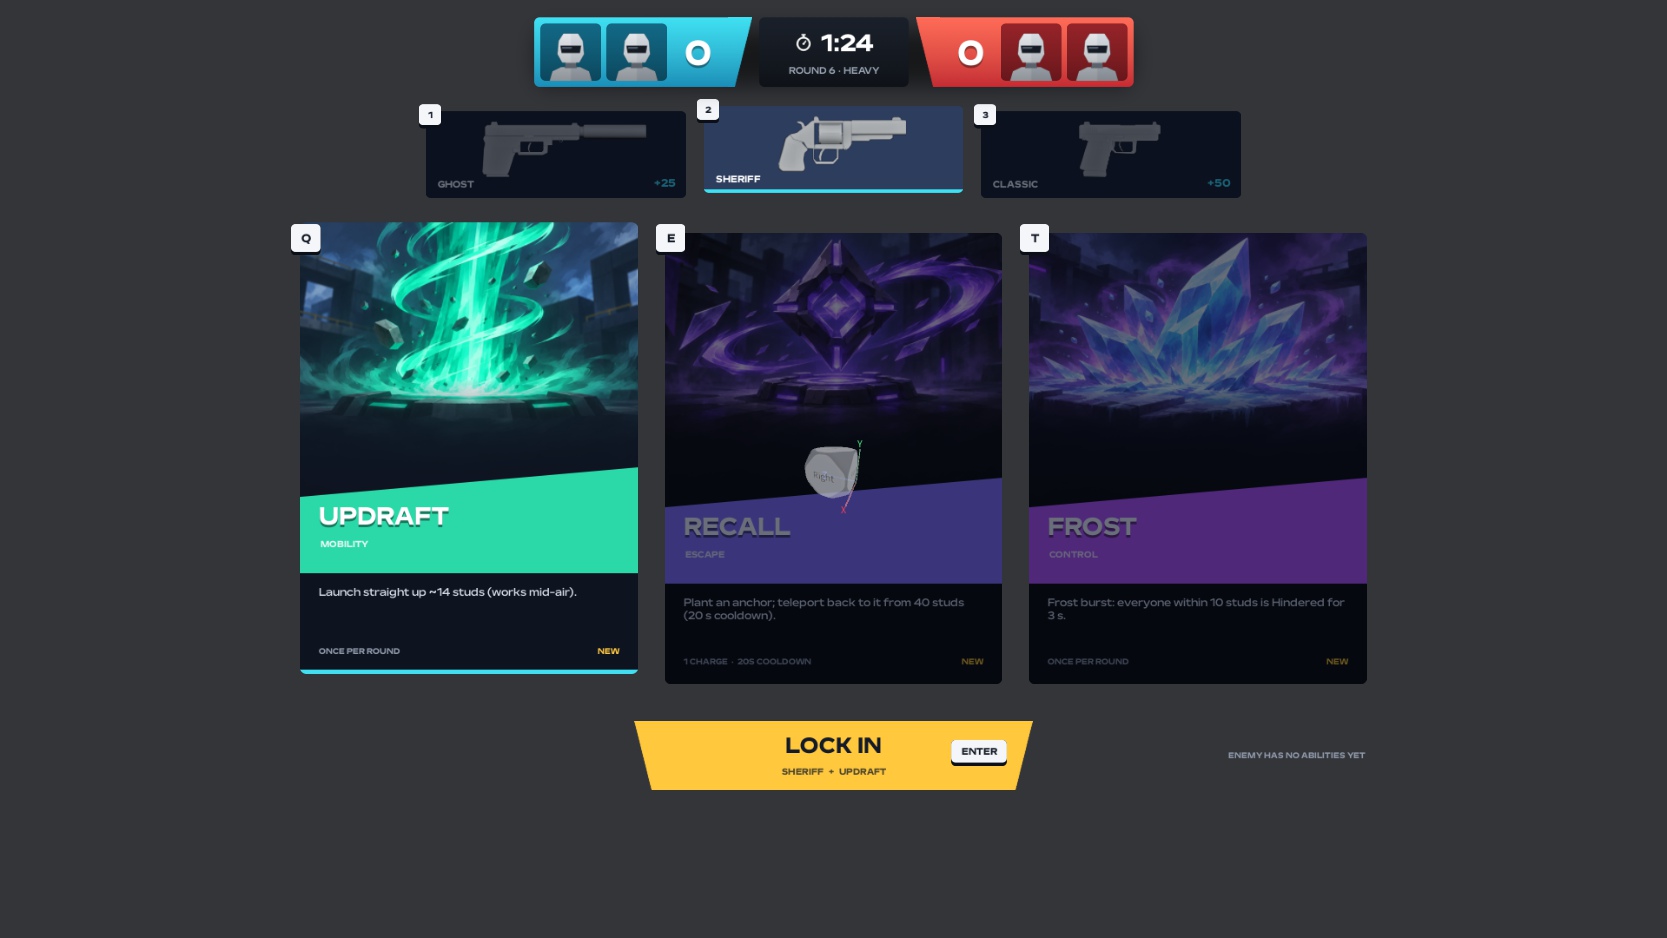 0
1:24
ROUND 6 · HEAVY
0
1
GHOST
+25
2
SHERIFF
3
CLASSIC
+50
Q
UPDRAFT
MOBILITY
Launch straight up ~14 studs (works mid-air).
ONCE PER ROUND
NEW
E
Right
Y
X
RECALL
ESCAPE
Plant an anchor; teleport back to it from 40 studs
(20 s cooldown).
1 CHARGE · 20S COOLDOWN
NEW
T
FROST
CONTROL
Frost burst: everyone within 10 studs is Hindered for
3 s.
ONCE PER ROUND
NEW
LOCK IN
ENTER
SHERIFF + UPDRAFT
ENEMY HAS NO ABILITIES YET